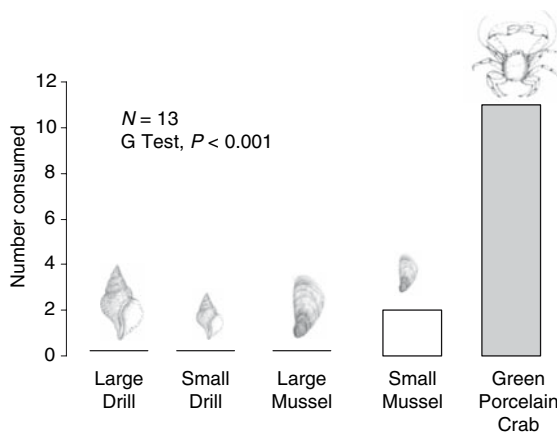 12
10
8
6
4
2
0
Number consumed
N = 13
G Test, P < 0.001
Large
Drill
Small
Drill
Large
Mussel
Small
Mussel
Green
Porcelain
Crab